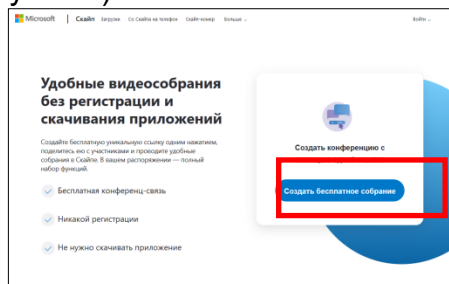 Microsoft Скайп Загрузки Со Скайпа на телефон Скайп-номер Больше Войти
Удобные видеособрания
без регистрации и
скачивания приложений
Создайте бесплатную уникальную ссылку одним нажатием,
поделитесь ею с участниками и проводите удобные
собрания в Скайпе. В вашем распоряжении — полный
набор функций.
Бесплатная конференц-связь
Никакой регистрации
Не нужно скачивать приложение
Создать конференцию с
Создать бесплатное собрание